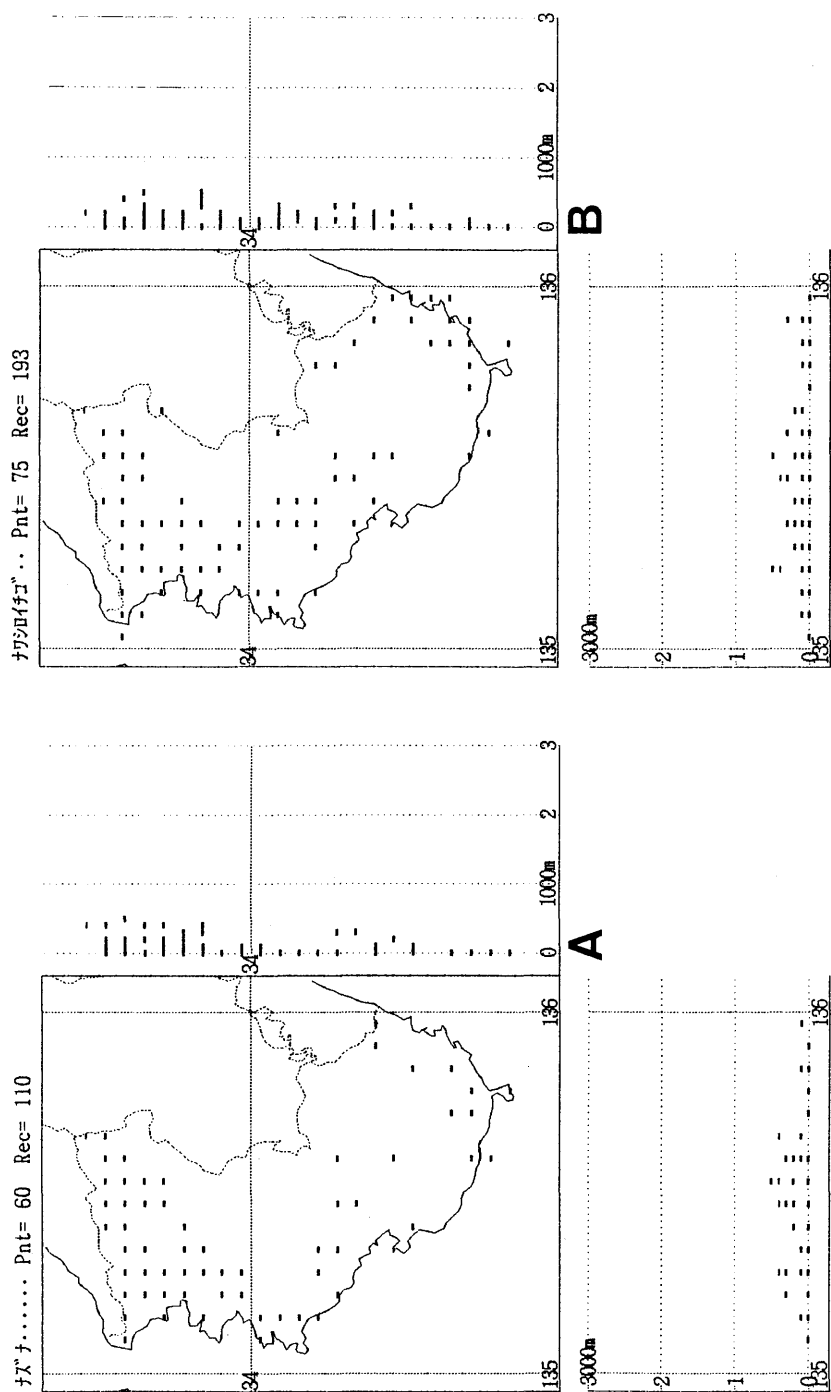 ﾅｽﾞﾅ...... Pnt= 60 Rec= 110
34
34
0 1000m 2 3
135 136
A
3000m
2
1
0
135 136
ﾅﾜｼﾛｲﾁｺﾞ.. Pnt= 75 Rec= 193
34
34
0 1000m 2 3
135 136
B
3000m
2
1
0
135 136